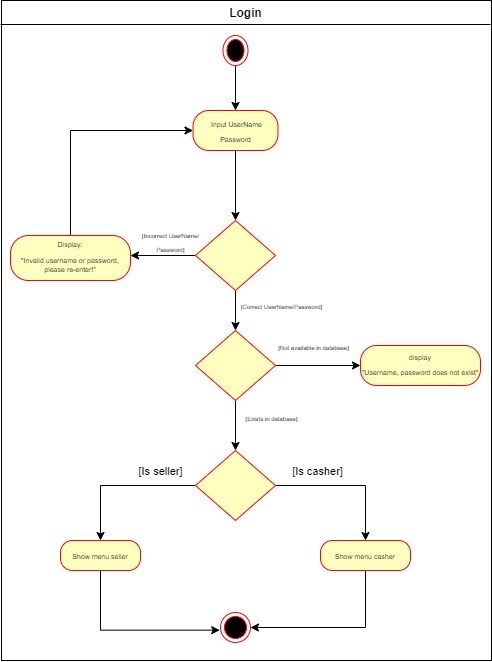 Login
Input UserName
Password
[Incorrect UserName/
Password]
Display:
"Invalid username or password,
please re-enter!"
[Correct UserName/Password]
[Not available in database]
display
"Username, password does not exist"
[Exists in database]
[Is seller]
[Is casher]
Show menu seller
Show menu casher